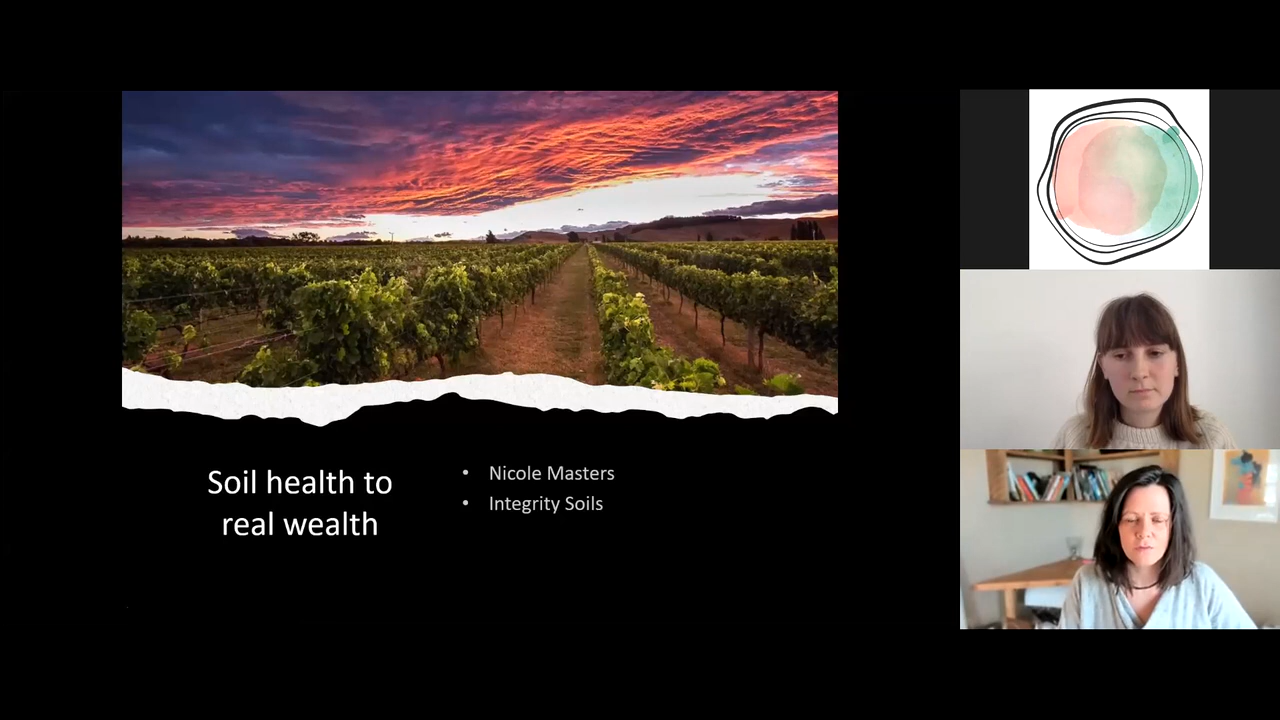 Soil health to
real wealth
• Nicole Masters
• Integrity Soils